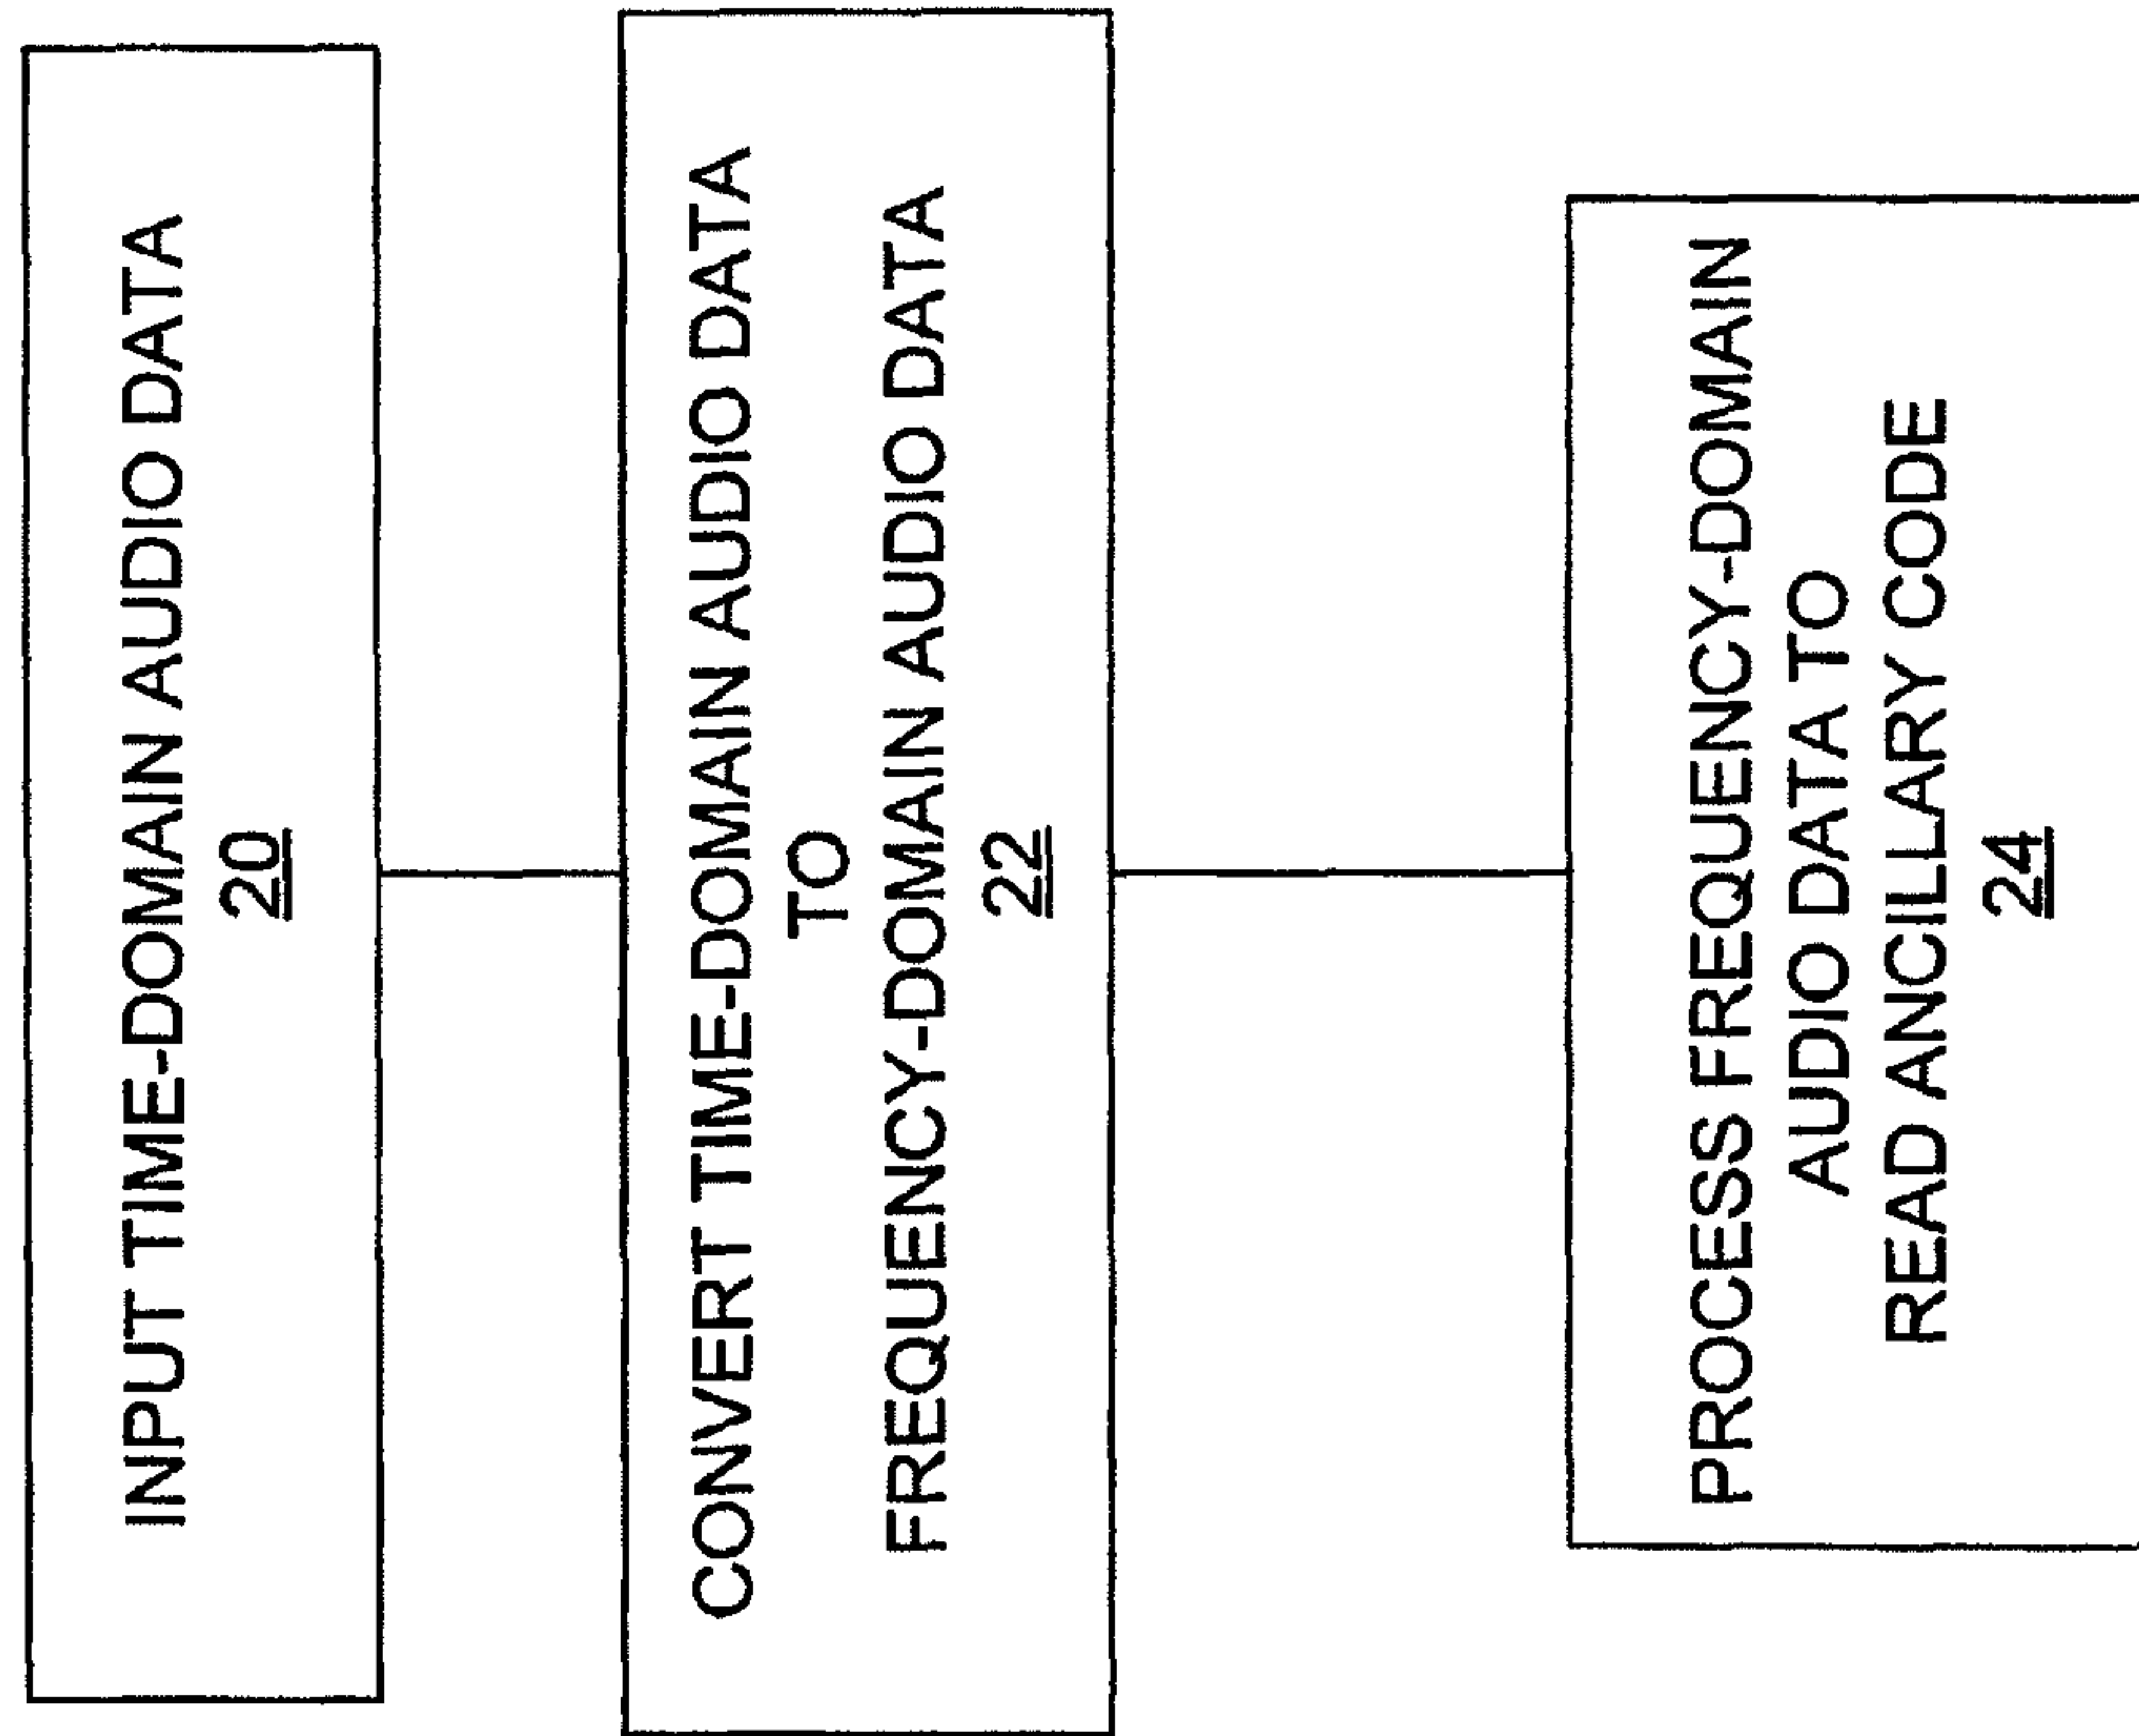 INPUT TIME-DOMAIN AUDIO DATA
20
CONVERT TIME-DOMAIN AUDIO DATA
TO
FREQUENCY-DOMAIN AUDIO DATA
22
PROCESS FREQUENCY-DOMAIN
AUDIO DATA TO
READ ANCILLARY CODE
24